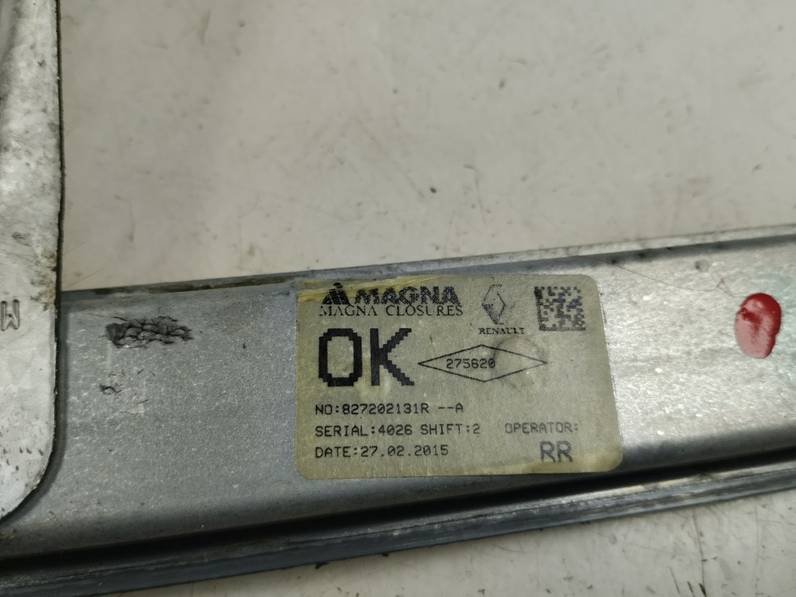 MAGNA
MAGNA CLOSURES
RENAULT
OK
275620
NO:827202131R --A
SERIAL:4026 SHIFT:2 OPERATOR:
DATE:27.02.2015 RR
M